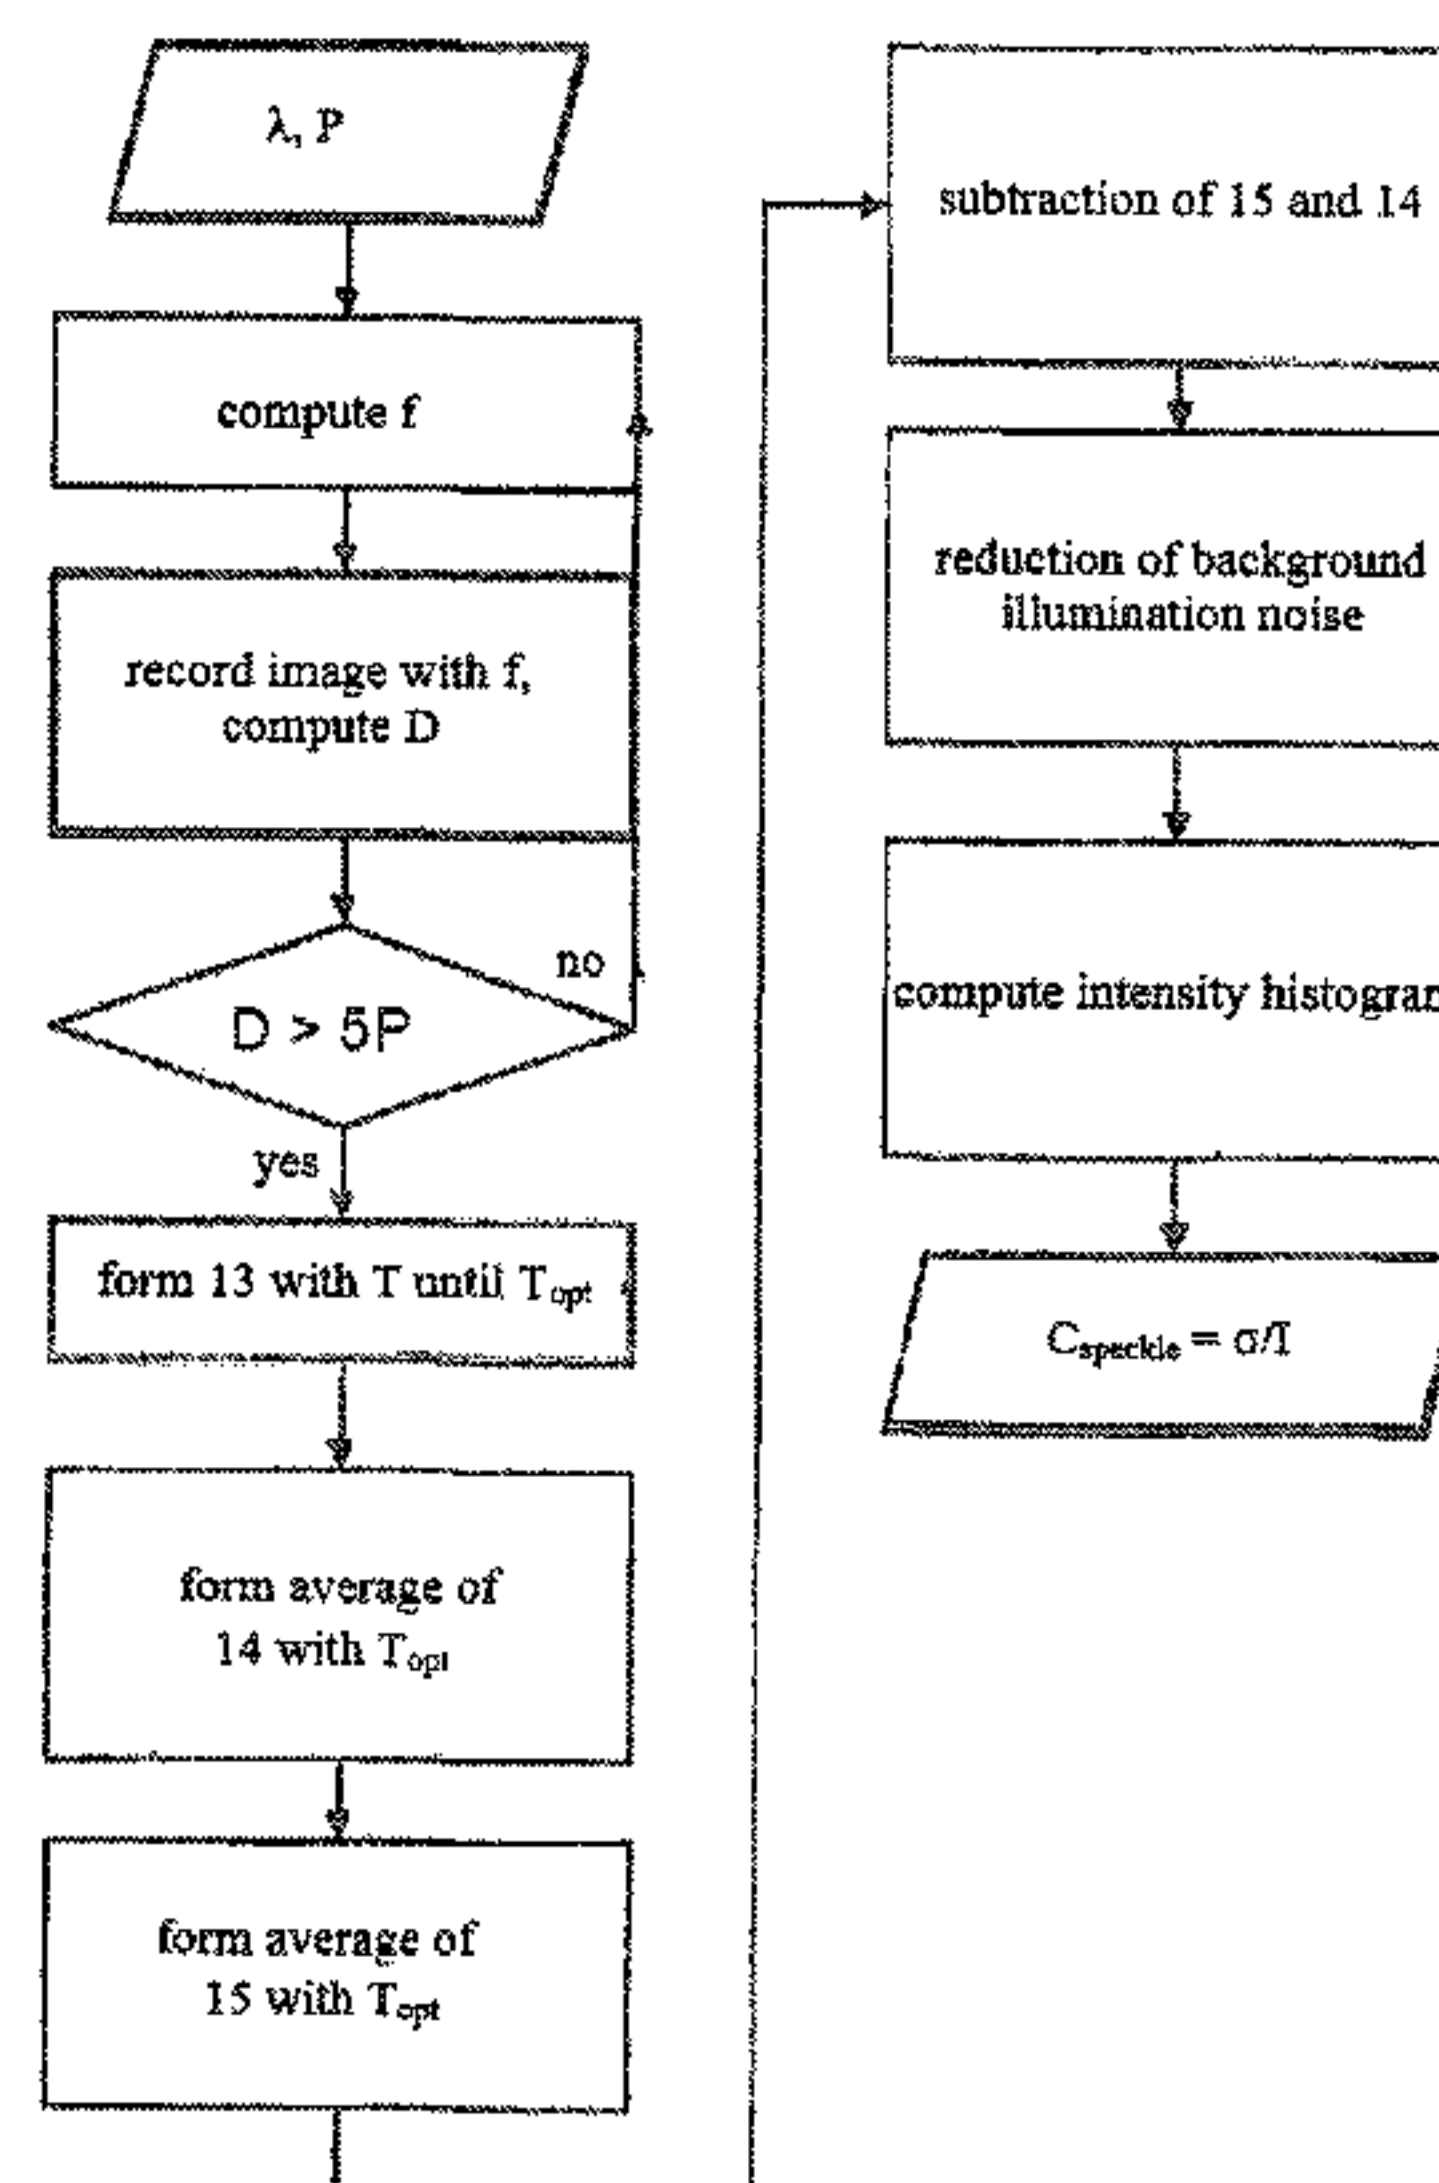 λ, P
compute f
record image with f,
compute D
no
D > 5P
yes
form 13 with T until Topt
form average of
14 with Topt
form average of
15 with Topt
subtraction of 15 and 14
reduction of background
illumination noise
compute intensity histogram
Cspeckle = σ/I